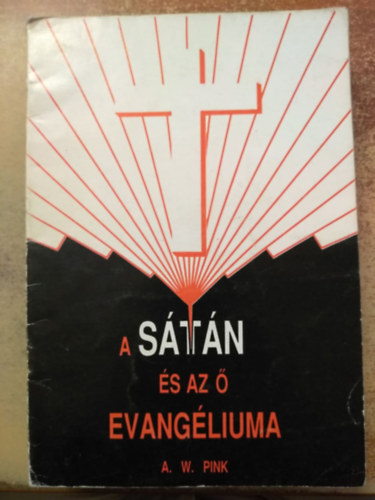 A SÁTÁN
ÉS AZ Ő
EVANGÉLIUMA
A. W. PINK